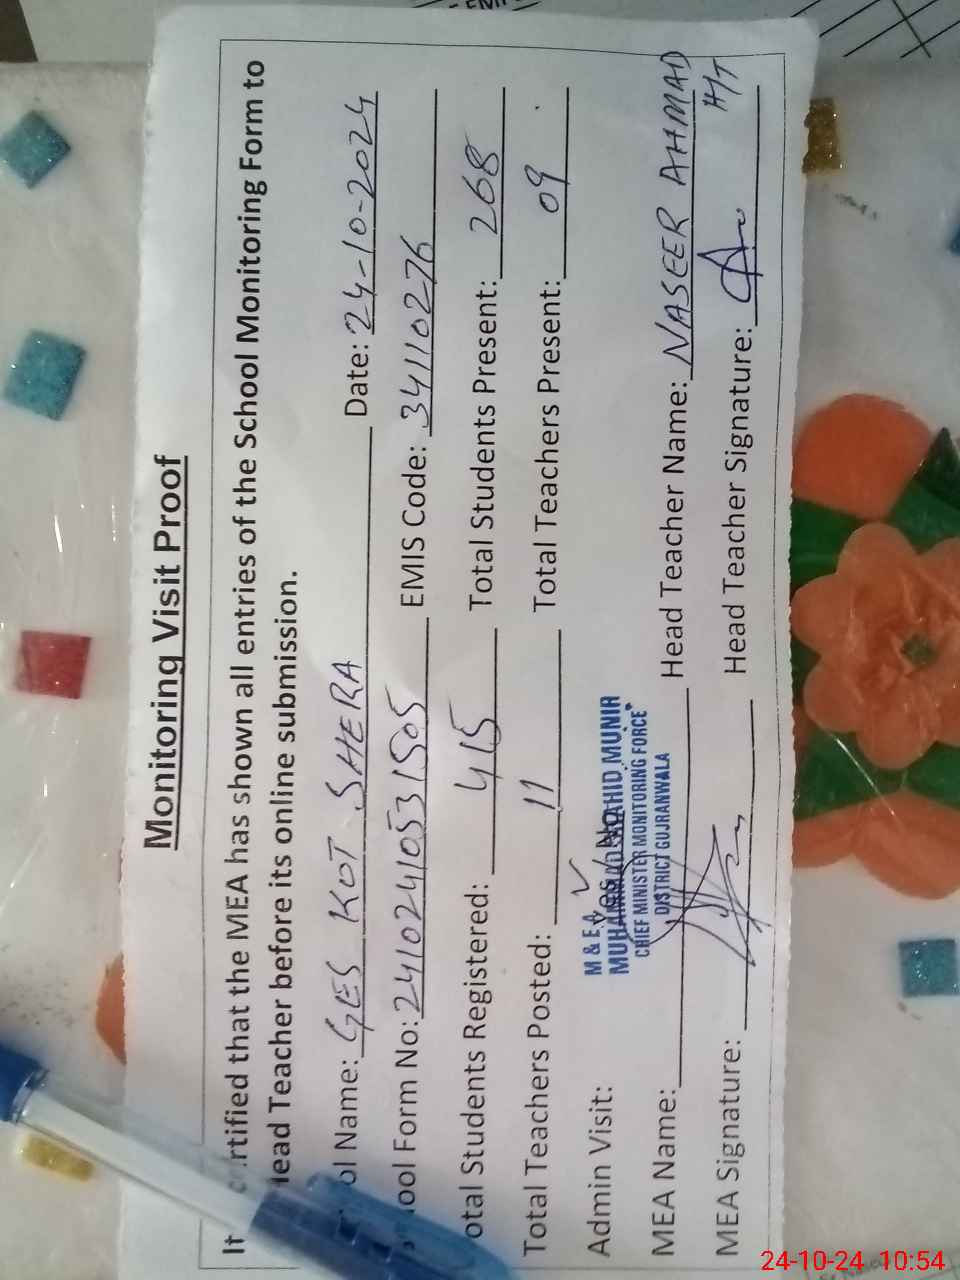 Monitoring Visit Proof
It certified that the MEA has shown all entries of the School Monitoring Form to
Head Teacher before its online submission.
ol Name: GES KOT SHERA Date: 24-10-2024
ool Form No: 24102410531505 EMIS Code: 34110276
otal Students Registered: 415 Total Students Present: 268
Total Teachers Posted: 11 Total Teachers Present: 09
Admin Visit: Yes / No
M & E A
MUHAMMAD SHAHID MUNIR
CHIEF MINISTER MONITORING FORCE
DISTRICT GUJRANWALA
MEA Name: Head Teacher Name: NASEER AHMAD
H/T
MEA Signature: Head Teacher Signature:
24-10-24 10:54